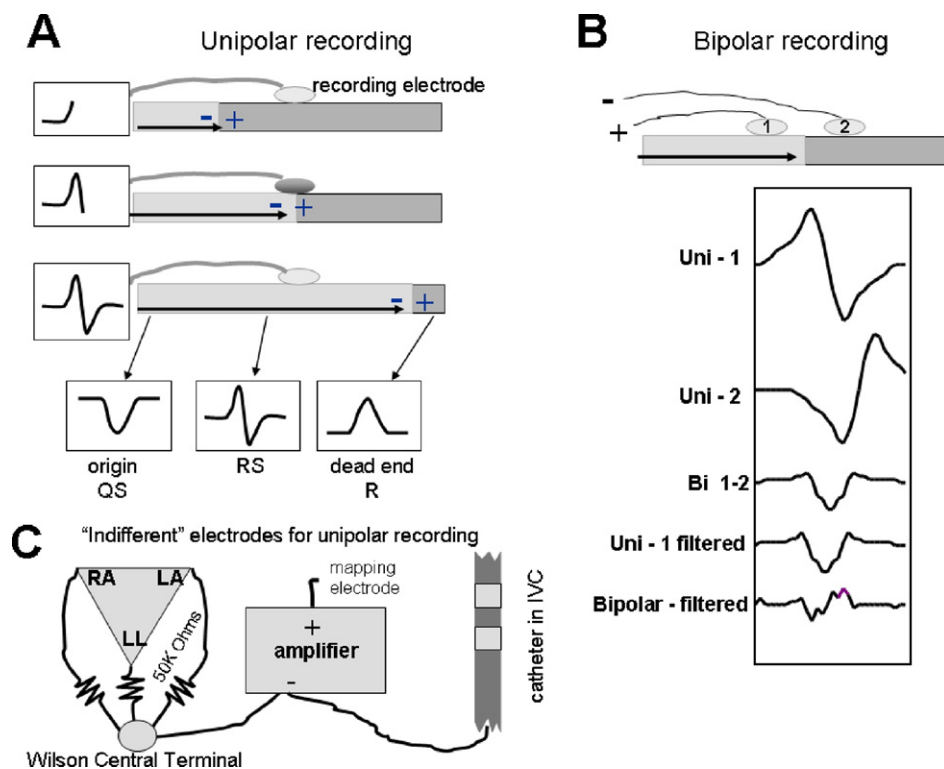 A
Unipolar recording
recording electrode
- +
- +
- +
origin
QS
RS
dead end
R
B
Bipolar recording
-
+
1
2
Uni - 1
Uni - 2
Bi 1-2
Uni - 1 filtered
Bipolar - filtered
C
“Indifferent” electrodes for unipolar recording
RA
LA
LL
50K Ohms
Wilson Central Terminal
mapping
electrode
+
amplifier
-
catheter in IVC